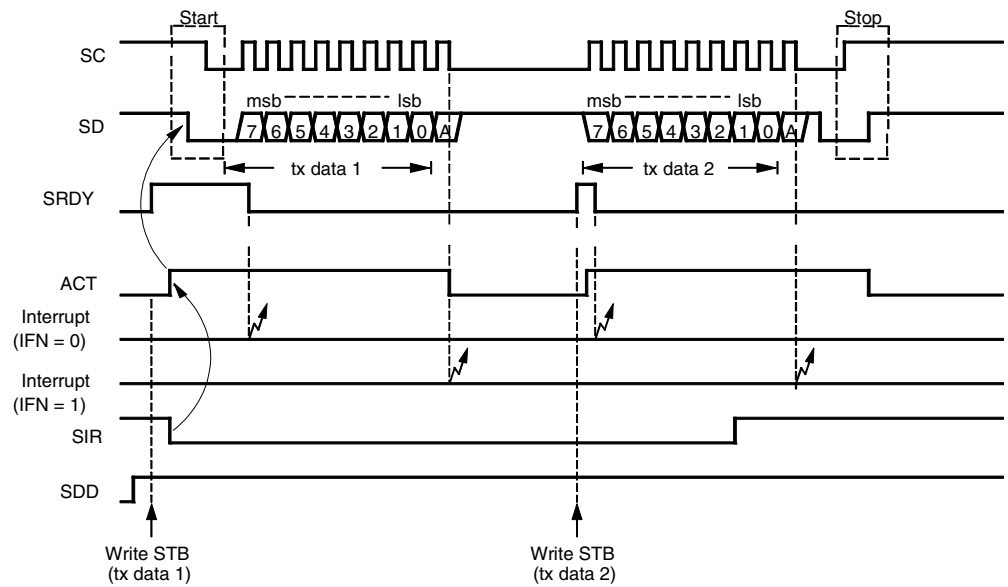 Start
Stop
SC
msb
lsb
msb
lsb
SD
7 6 5 4 3 2 1 0 A
7 6 5 4 3 2 1 0 A
tx data 1
tx data 2
SRDY
ACT
Interrupt
(IFN = 0)
Interrupt
(IFN = 1)
SIR
SDD
Write STB
(tx data 1)
Write STB
(tx data 2)